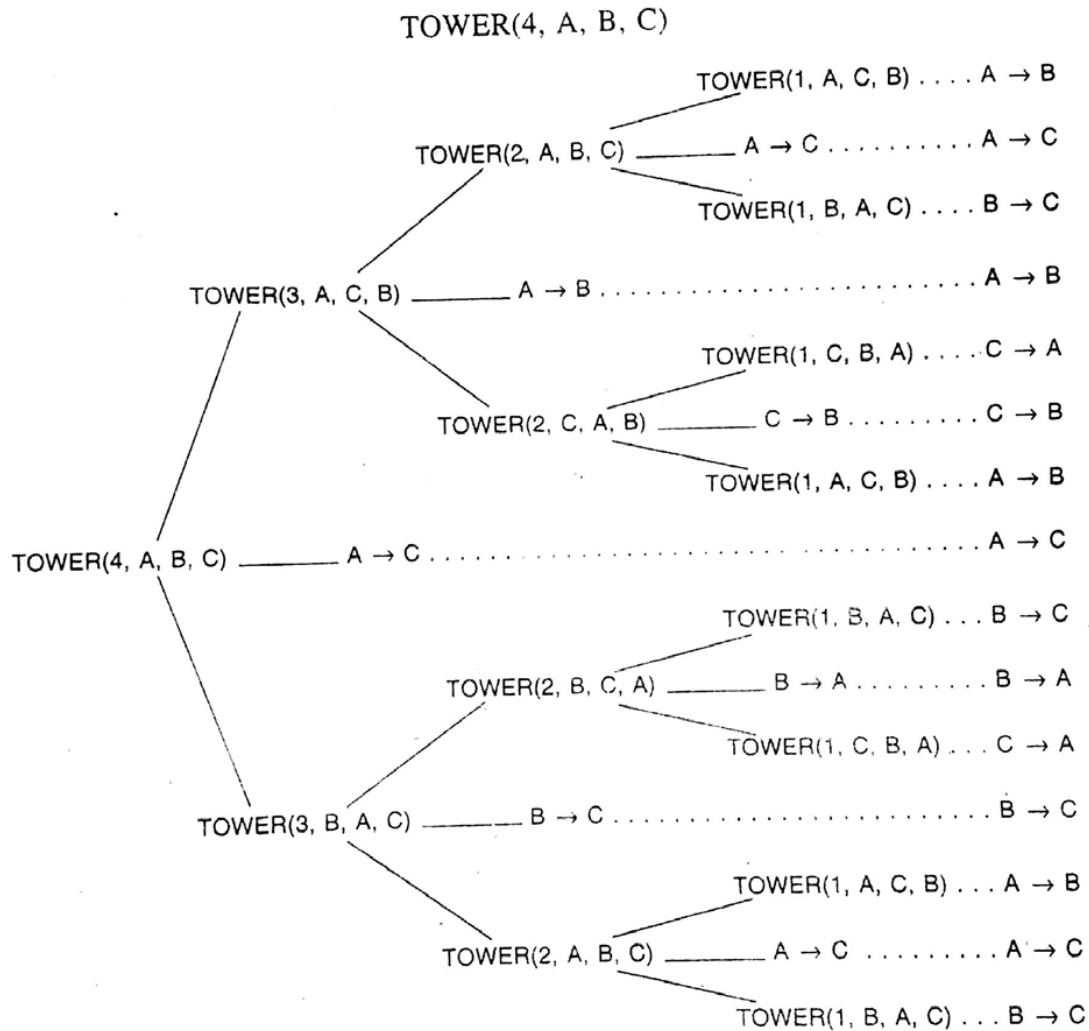 TOWER(4, A, B, C)
TOWER(1, A, C, B) .... A → B
TOWER(2, A, B, C) A → C .......... A → C
TOWER(1, B, A, C) .... B → C
TOWER(3, A, C, B) A → B ........................... A → B
TOWER(1, C, B, A) .... C → A
TOWER(2, C, A, B) C → B ......... C → B
TOWER(1, A, C, B) .... A → B
TOWER(4, A, B, C) A → C ........................................ A → C
TOWER(1, B, A, C) ... B → C
TOWER(2, B, C, A) B → A ......... B → A
TOWER(1, C, B, A) ... C → A
TOWER(3, B, A, C) B → C .......................... B → C
TOWER(1, A, C, B) ... A → B
TOWER(2, A, B, C) A → C ......... A → C
TOWER(1, B, A, C) ... B → C